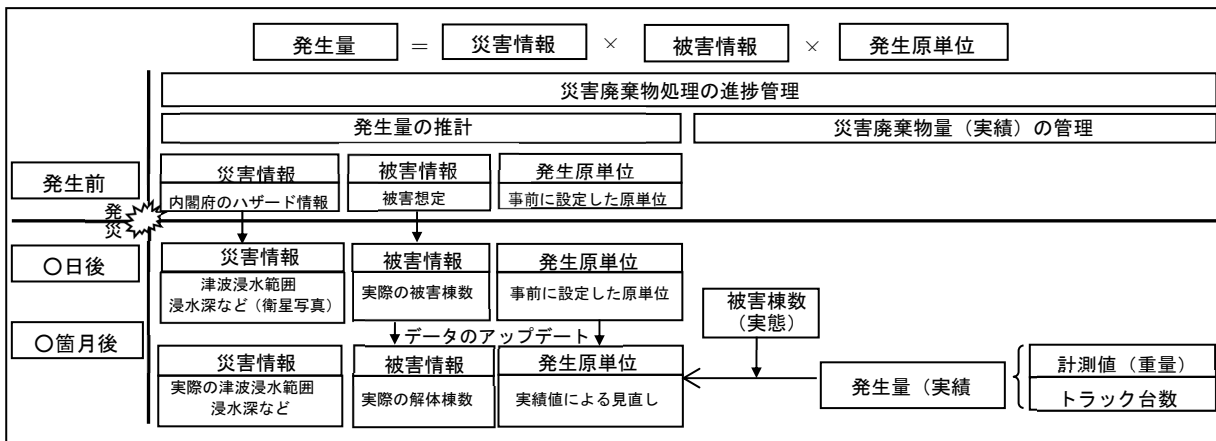 発生量 = 災害情報 × 被害情報 × 発生原単位
災害廃棄物処理の進捗管理
発生量の推計 災害廃棄物量（実績）の管理
発生前
災害情報 被害情報 発生原単位
内閣府のハザード情報 被害想定 事前に設定した原単位
発災
〇日後
災害情報 被害情報 発生原単位
津波浸水範囲
浸水深など（衛星写真） 実際の被害棟数 事前に設定した原単位
被害棟数
（実態）
〇箇月後
データのアップデート
災害情報 被害情報 発生原単位
実際の津波浸水範囲
浸水深など 実際の解体棟数 実績値による見直し
発生量（実績
計測値（重量）
トラック台数